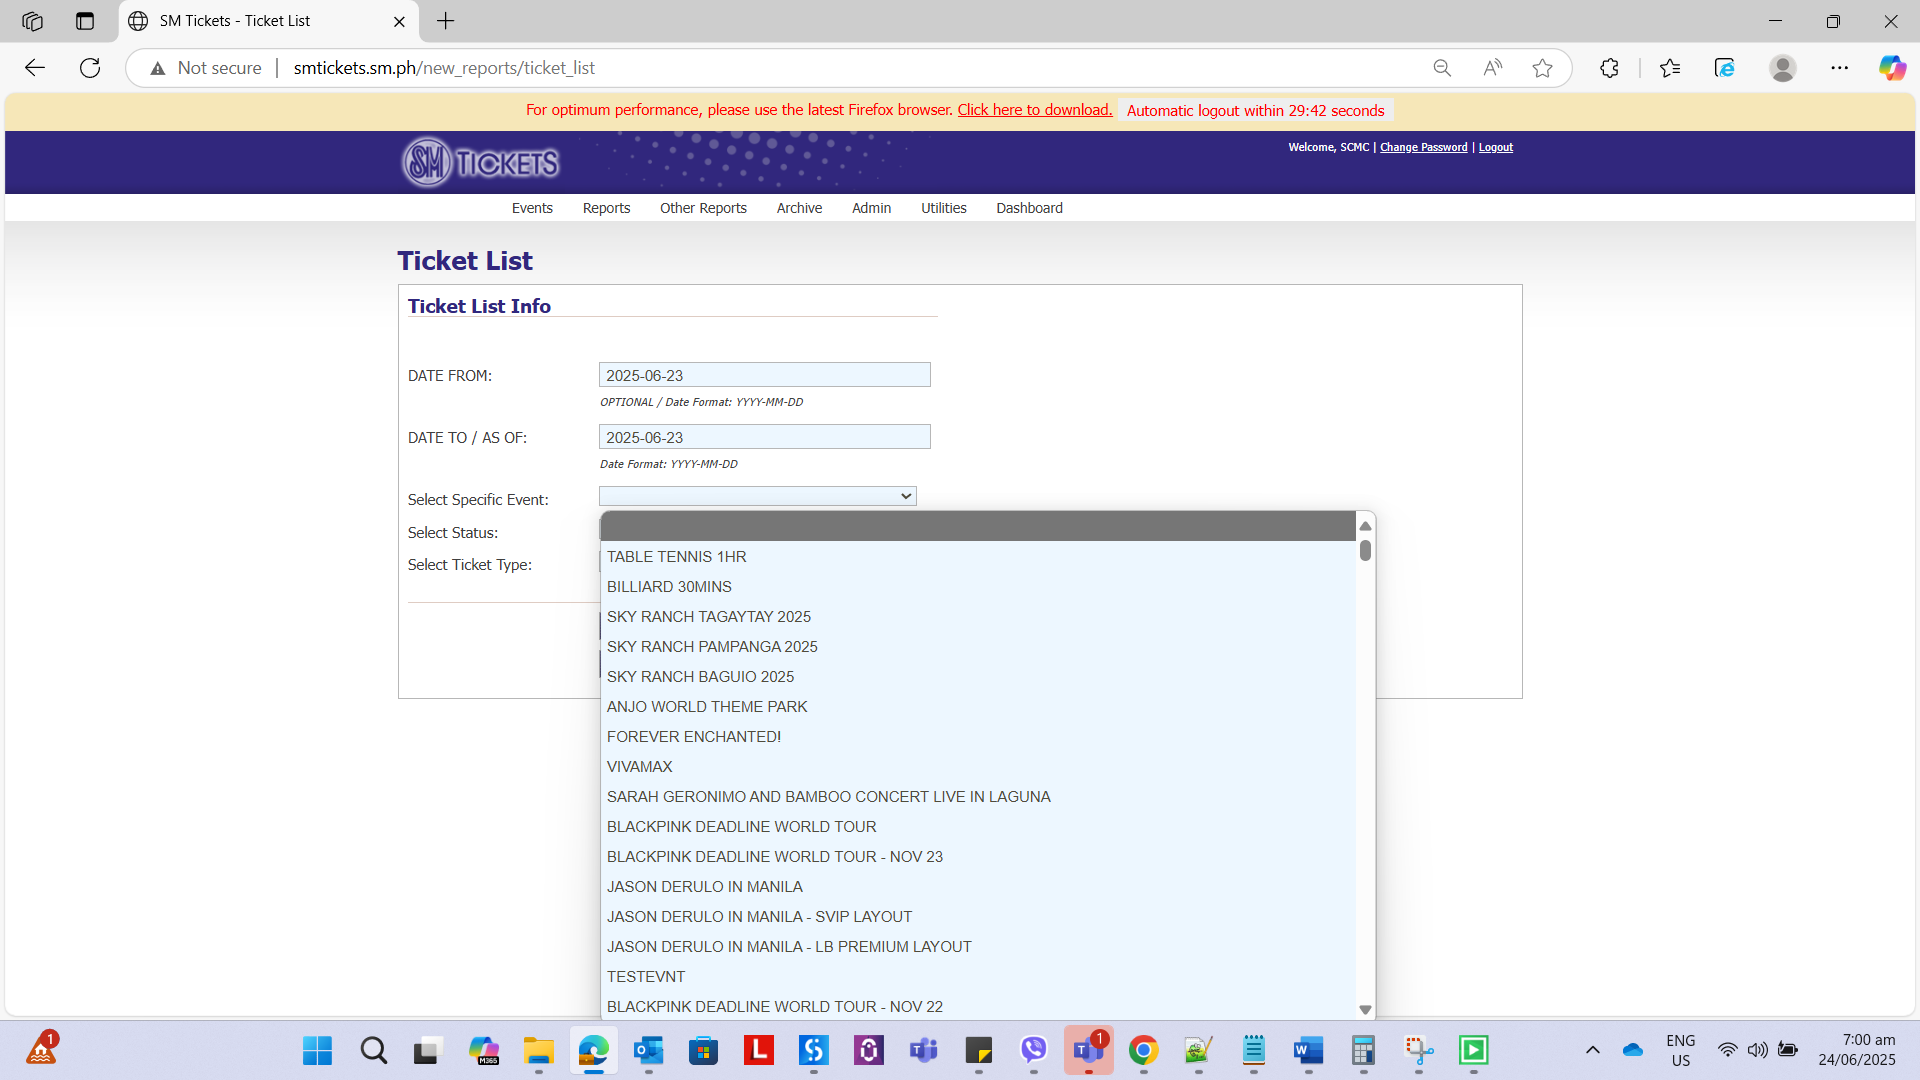 SM Tickets - Ticket List
Not secure
smtickets.sm.ph/new_reports/ticket_list
For optimum performance, please use the latest Firefox browser. Click here to download. Automatic logout within 29:42 seconds
SM TICKETS
Welcome, SCMC | Change Password | Logout
Events Reports Other Reports Archive Admin Utilities Dashboard
Ticket List
Ticket List Info
DATE FROM: 2025-06-23
OPTIONAL / Date Format: YYYY-MM-DD
DATE TO / AS OF: 2025-06-23
Date Format: YYYY-MM-DD
Select Specific Event:
Select Status:
Select Ticket Type:
TABLE TENNIS 1HR
BILLIARD 30MINS
SKY RANCH TAGAYTAY 2025
SKY RANCH PAMPANGA 2025
SKY RANCH BAGUIO 2025
ANJO WORLD THEME PARK
FOREVER ENCHANTED!
VIVAMAX
SARAH GERONIMO AND BAMBOO CONCERT LIVE IN LAGUNA
BLACKPINK DEADLINE WORLD TOUR
BLACKPINK DEADLINE WORLD TOUR - NOV 23
JASON DERULO IN MANILA
JASON DERULO IN MANILA - SVIP LAYOUT
JASON DERULO IN MANILA - LB PREMIUM LAYOUT
TESTEVNT
BLACKPINK DEADLINE WORLD TOUR - NOV 22
1
M365
L
1
ENG
US
7:00 am
24/06/2025